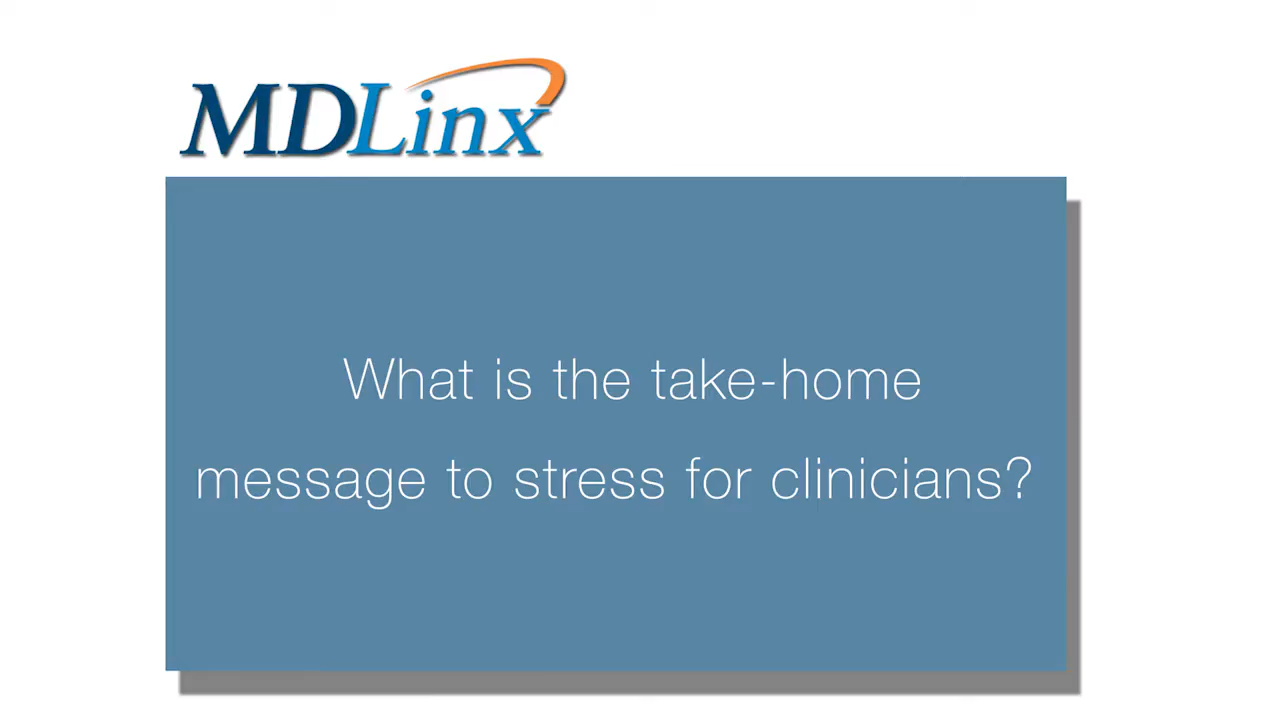 MDLinx
What is the take-home
message to stress for clinicians?